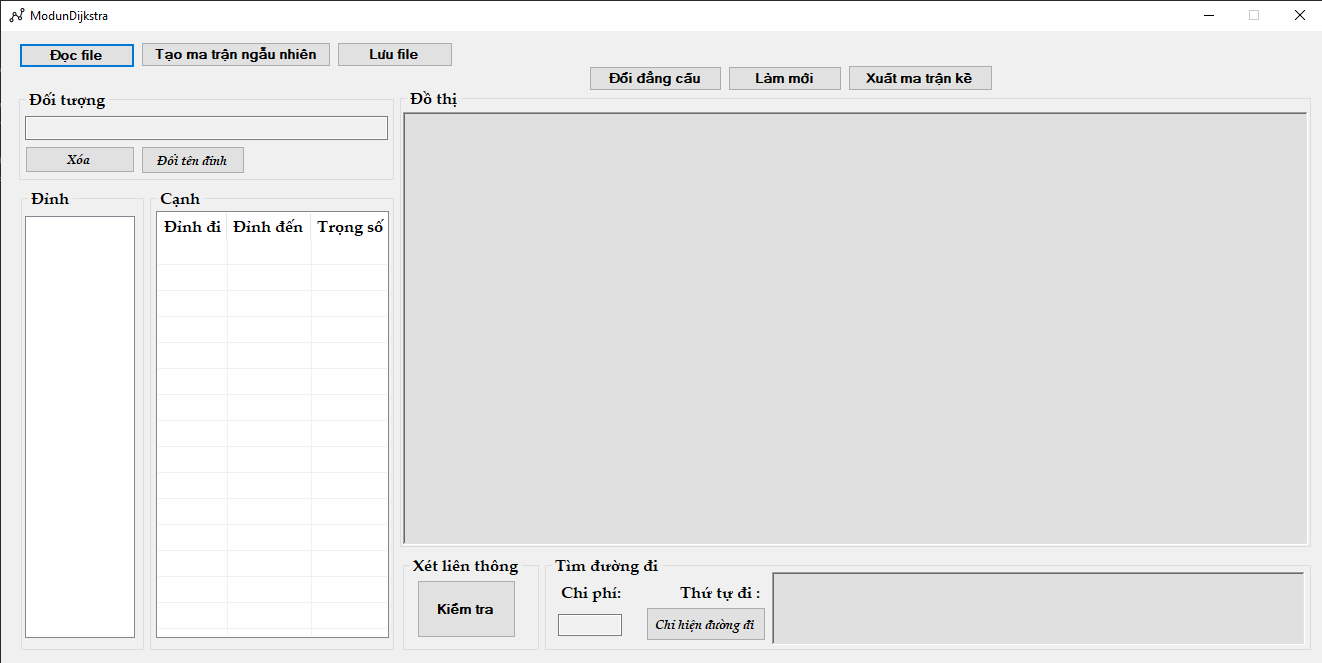 ModunDijkstra
Đọc file
Tạo ma trận ngẫu nhiên
Lưu file
Đổi đẳng cấu
Làm mới
Xuất ma trận kề
Đối tượng
Xóa
Đổi tên đỉnh
Đỉnh
Cạnh
Đỉnh đi
Đỉnh đến
Trọng số
Đồ thị
Xét liên thông
Kiểm tra
Tìm đường đi
Chi phí:
Thứ tự đi :
Chỉ hiện đường đi